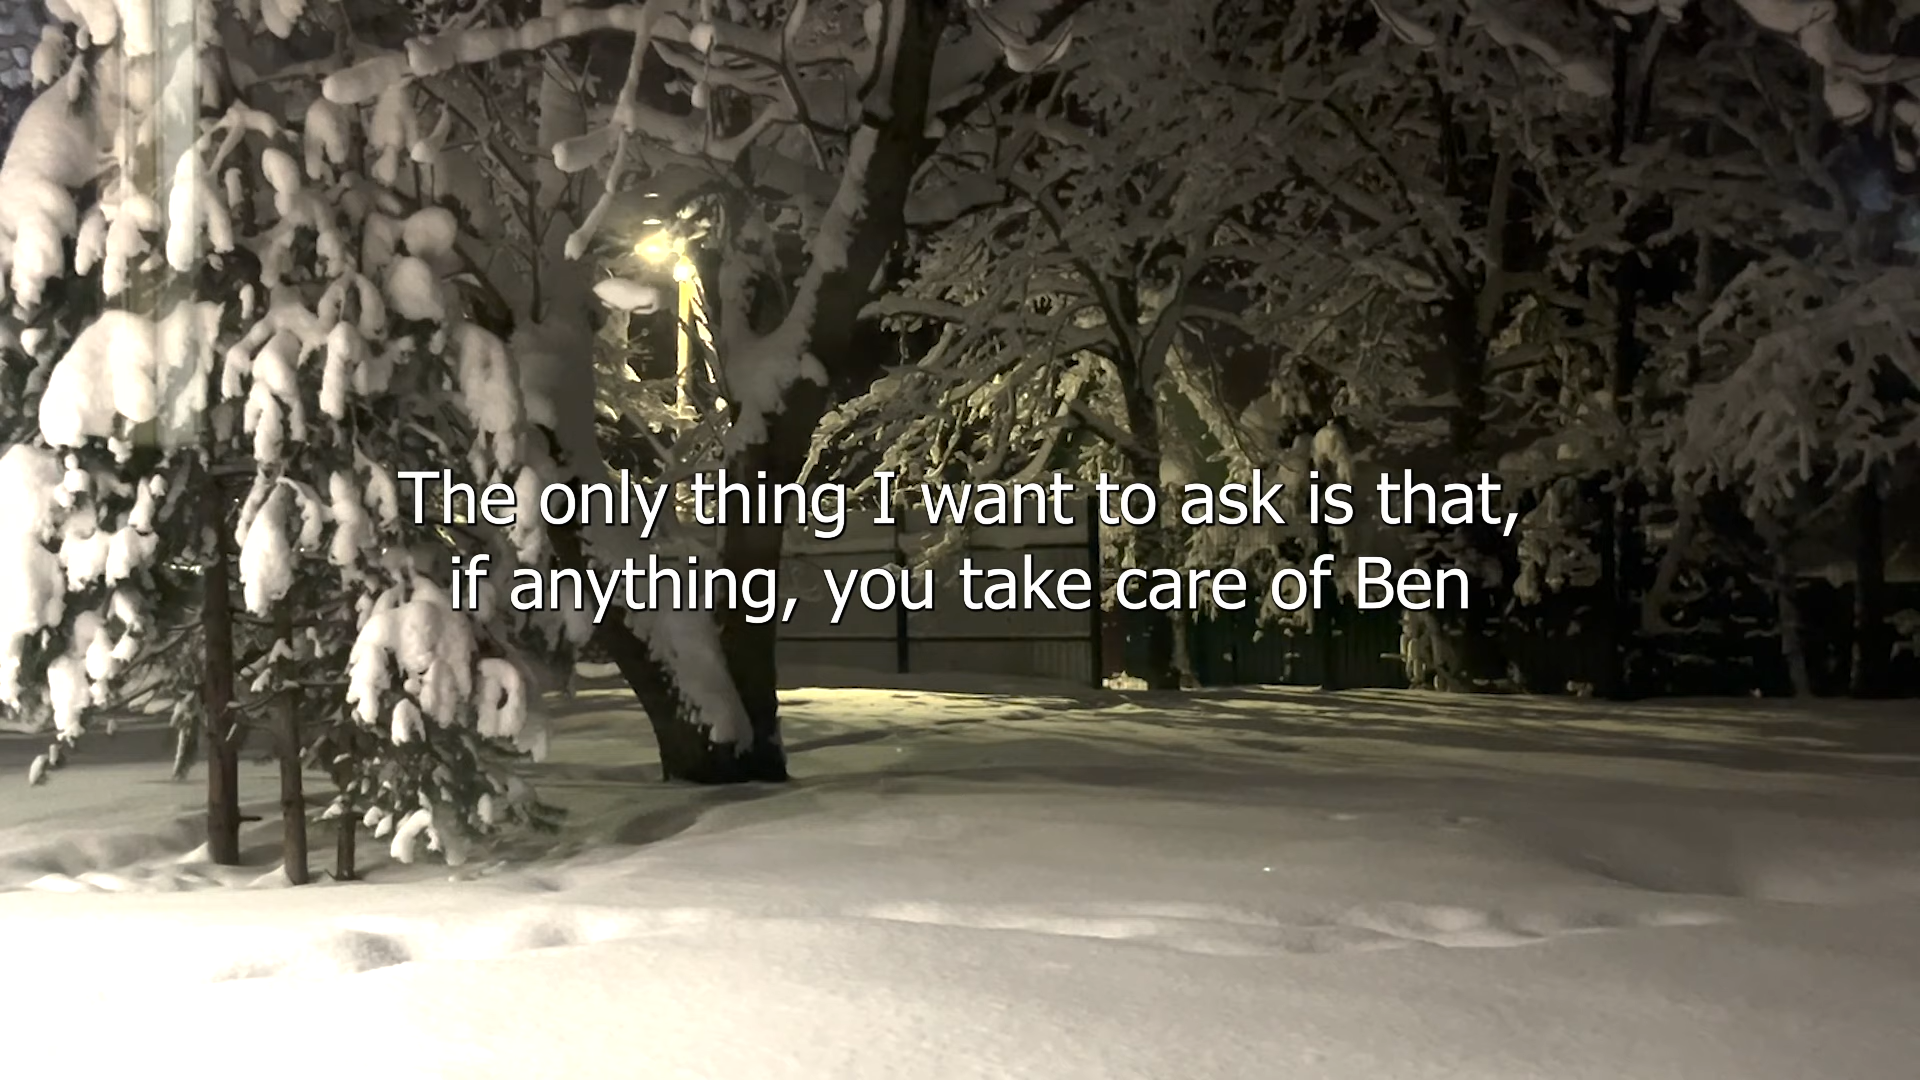 The only thing I want to ask is that,
if anything, you take care of Ben